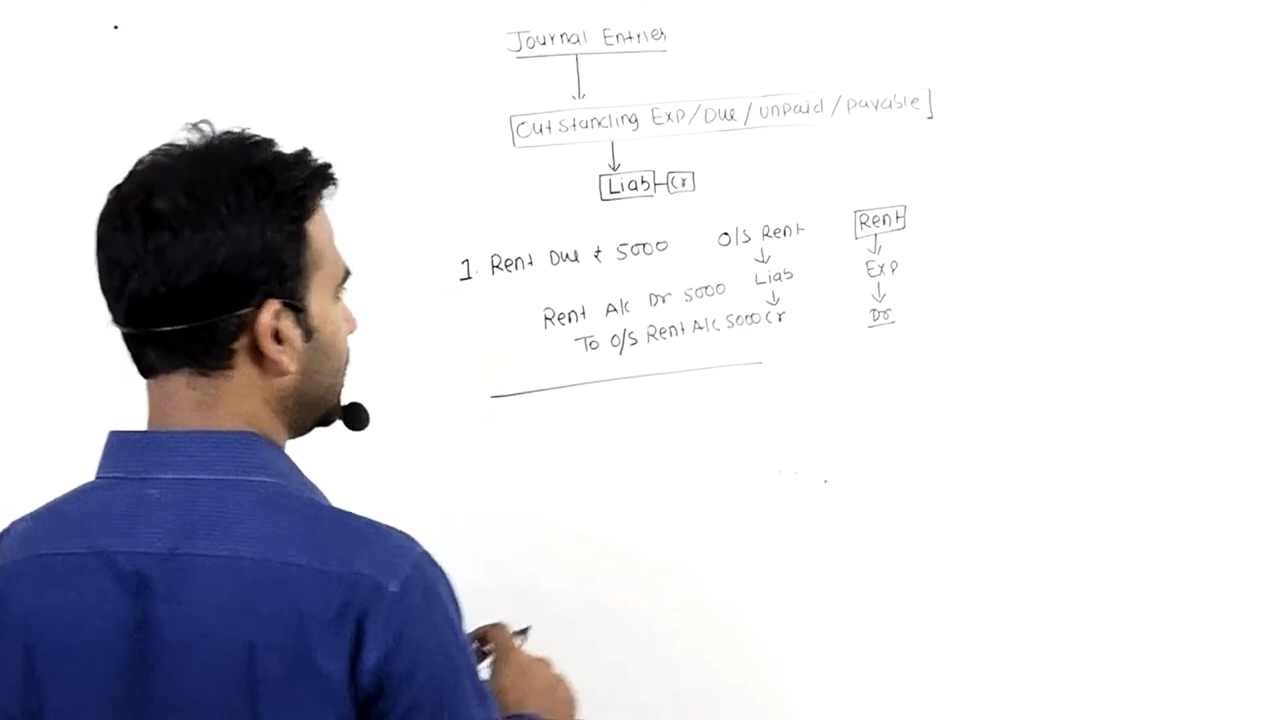 Journal Entries
Outstanding Exp/Due/unpaid/payable
Liab Cr
1. Rent Due ₹ 5000
Rent A/c Dr 5000
To O/S Rent A/c 5000
O/S Rent
Liab
Cr
Rent
Exp
Dr